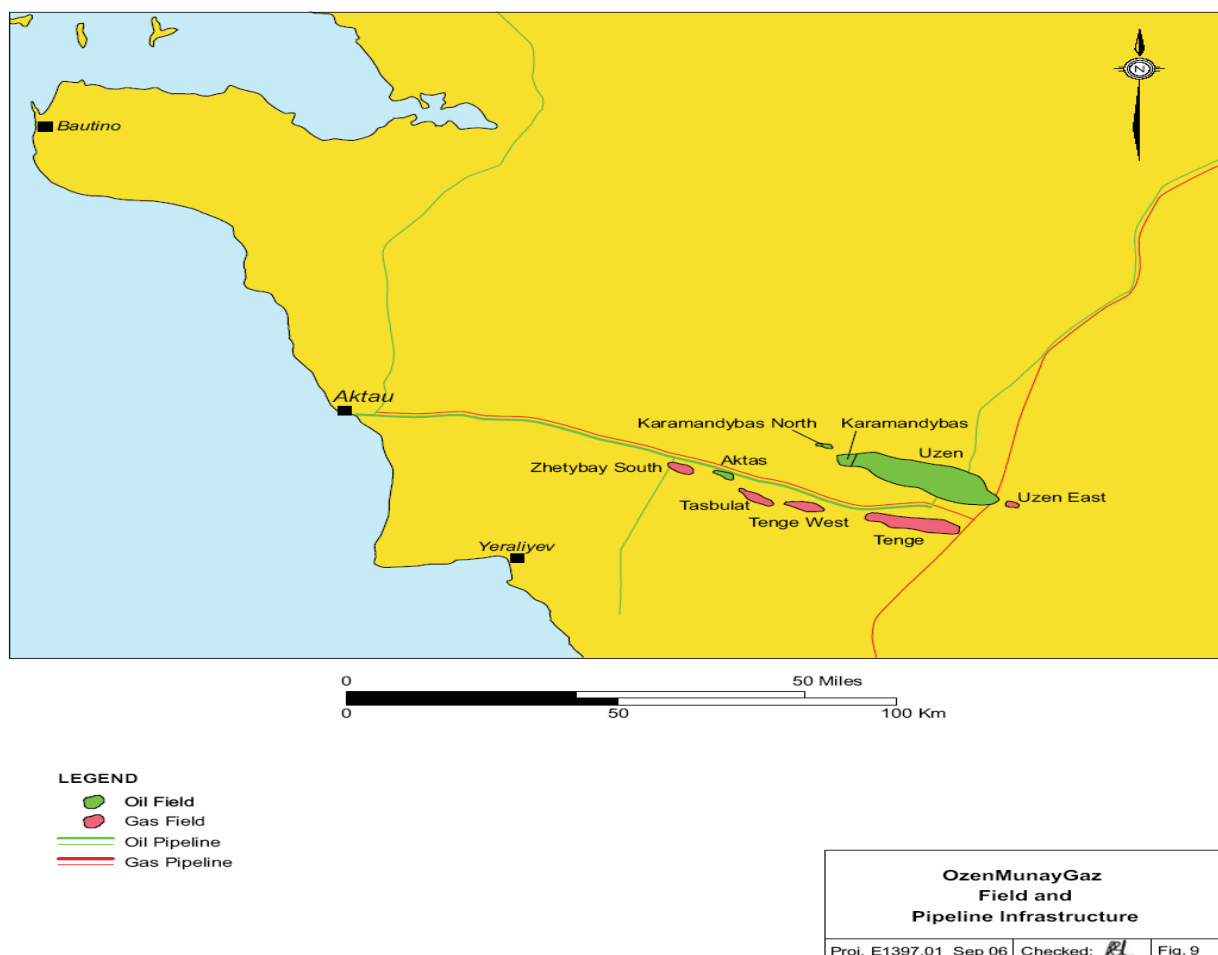 N
Bautino
Aktau
Karamandybas North
Karamandybas
Uzen
Zhetybay South
Aktas
Uzen East
Tasbulat
Tenge West
Tenge
Yeraliyev
0 50 Miles
0 50 100 Km
LEGEND
Oil Field
Gas Field
Oil Pipeline
Gas Pipeline
OzenMunayGaz
Field and
Pipeline Infrastructure
Proj. E1397.01 Sep 06 Checked: Fig. 9